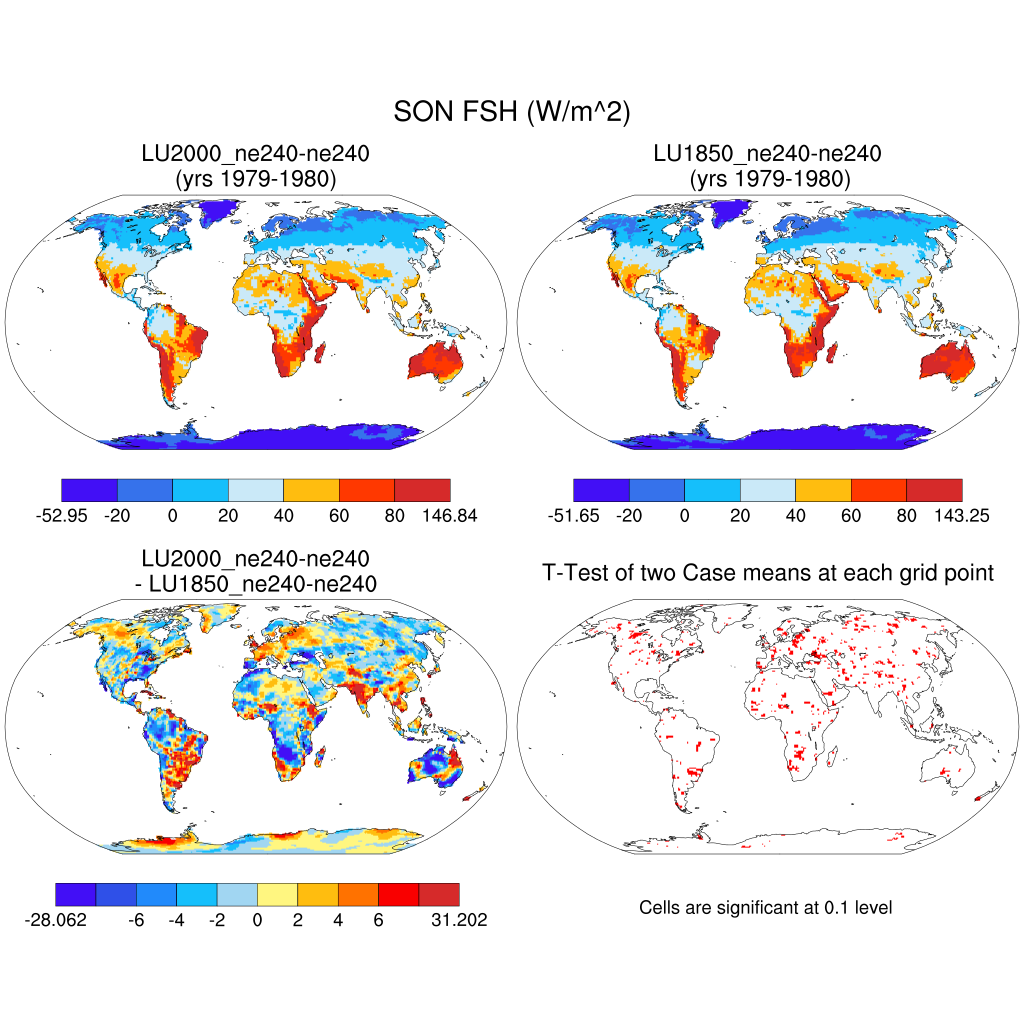 SON FSH (W/m^2)
LU2000_ne240-ne240
(yrs 1979-1980)
LU1850_ne240-ne240
(yrs 1979-1980)
-52.95 -20 0 20 40 60 80 146.84
-51.65 -20 0 20 40 60 80 143.25
LU2000_ne240-ne240
- LU1850_ne240-ne240
T-Test of two Case means at each grid point
-28.062 -6 -4 -2 0 2 4 6 31.202
Cells are significant at 0.1 level